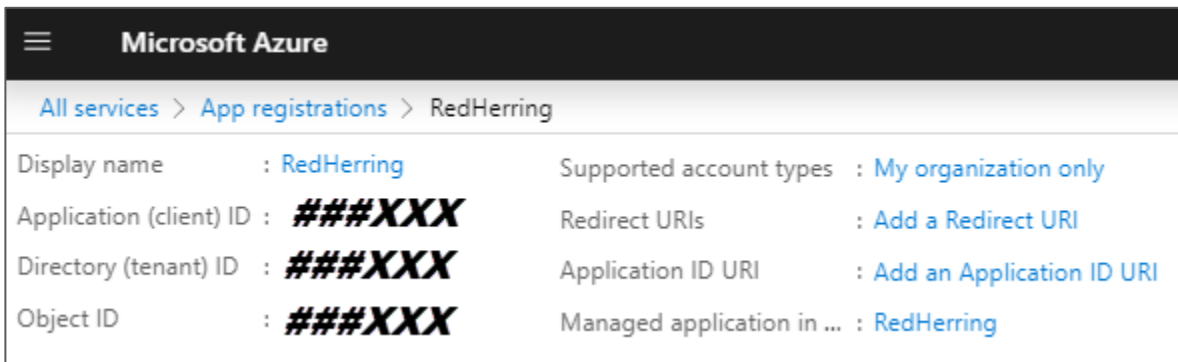 Microsoft Azure
All services > App registrations > RedHerring
Display name : RedHerring
Supported account types : My organization only
Application (client) ID : ###XXX
Redirect URIs : Add a Redirect URI
Directory (tenant) ID : ###XXX
Application ID URI : Add an Application ID URI
Object ID : ###XXX
Managed application in ... : RedHerring